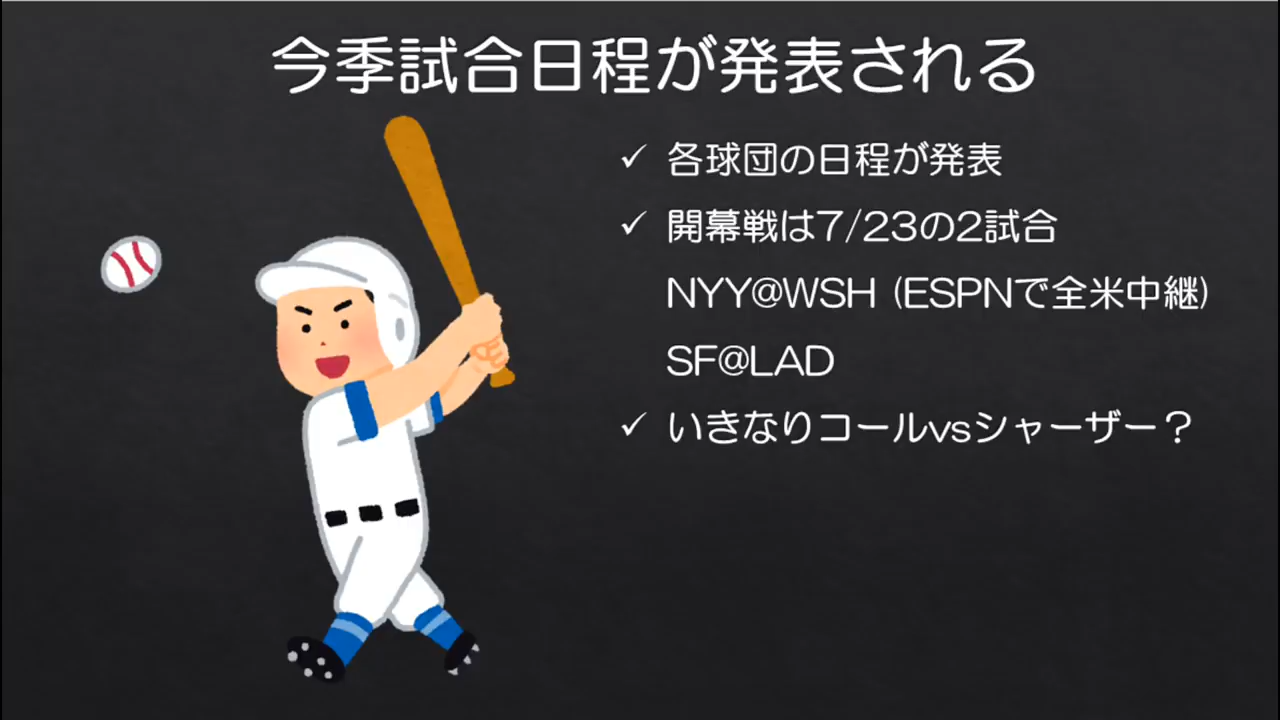 今季試合日程が発表される
✓ 各球団の日程が発表
✓ 開幕戦は7/23の2試合
NYY@WSH (ESPNで全米中継)
SF@LAD
✓ いきなりコールvsシャーザー？